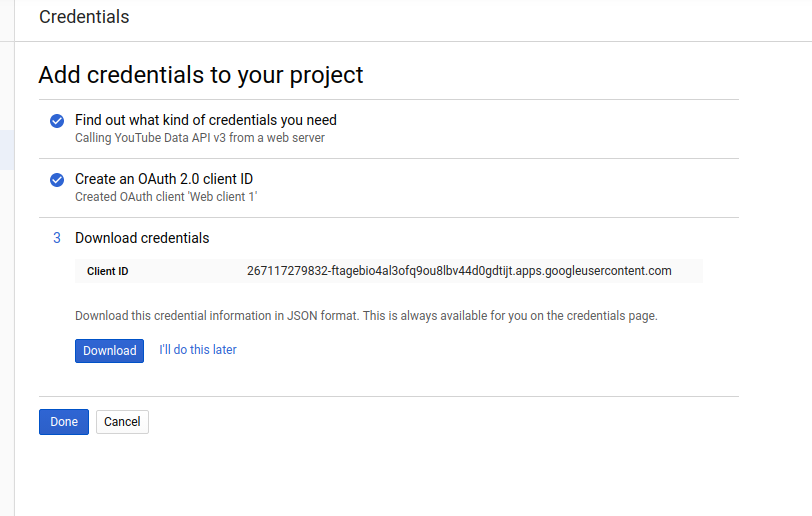 Credentials
Add credentials to your project
Find out what kind of credentials you need
Calling YouTube Data API v3 from a web server
Create an OAuth 2.0 client ID
Created OAuth client 'Web client 1'
3 Download credentials
Client ID 267117279832-ftagebio4al3ofq9ou8lbv44d0gdtijt.apps.googleusercontent.com
Download this credential information in JSON format. This is always available for you on the credentials page.
Download I'll do this later
Done Cancel